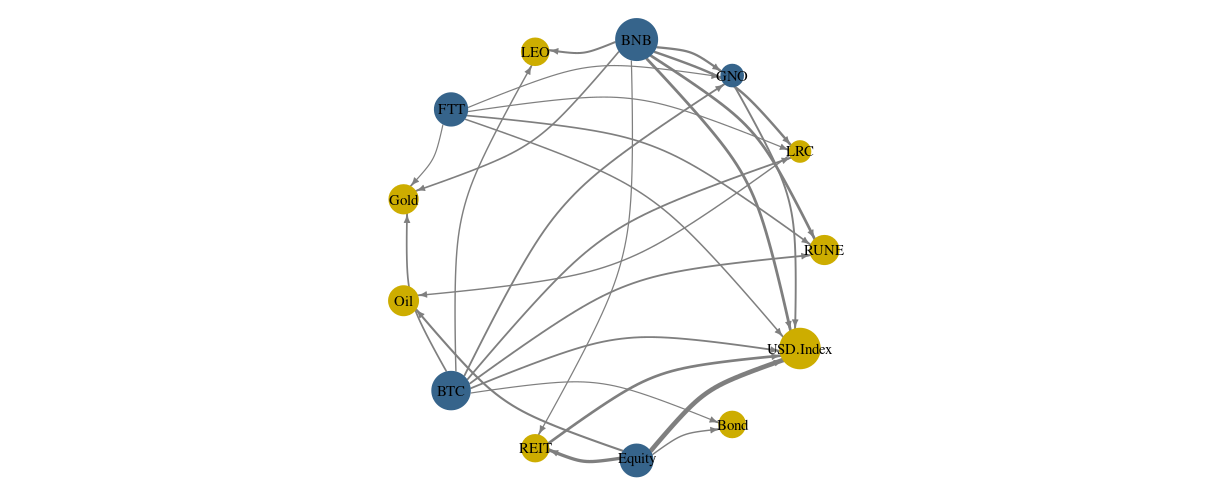 BNB
LEO
GNO
FTT
LRC
Gold
RUNE
Oil
USD.Index
BTC
Bond
REIT
Equity